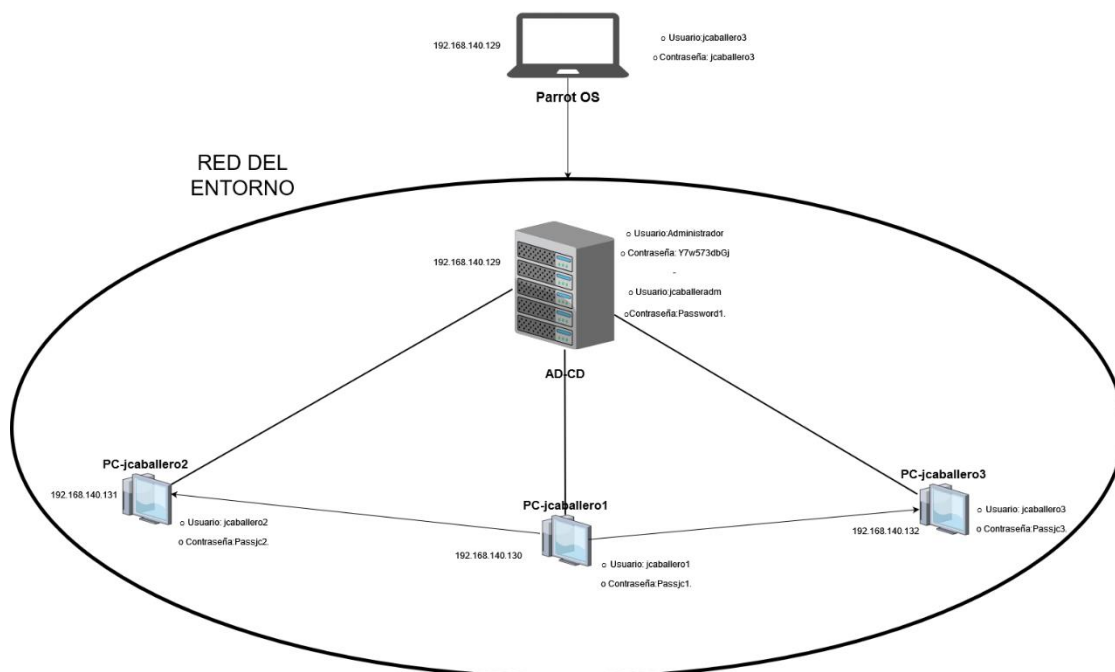 192.168.140.129
o Usuario:jcaballero3
o Contraseña: jcaballero3
Parrot OS
RED DEL
ENTORNO
192.168.140.129
o Usuario:Administrador
o Contraseña: Y7w573dbGj
-
o Usuario:jcaballeradm
oContraseña:Password1.
AD-CD
PC-jcaballero2
192.168.140.131
o Usuario: jcaballero2
o Contraseña:Passjc2.
PC-jcaballero1
192.168.140.130
o Usuario: jcaballero1
o Contraseña:Passjc1.
PC-jcaballero3
192.168.140.132
o Usuario: jcaballero3
o Contraseña:Passjc3.